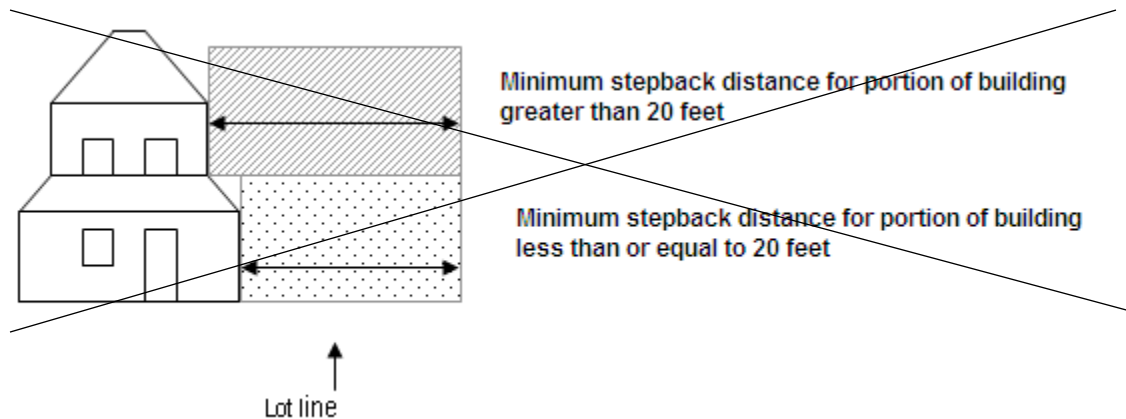 Minimum stepback distance for portion of building
greater than 20 feet
Minimum stepback distance for portion of building
less than or equal to 20 feet
Lot line